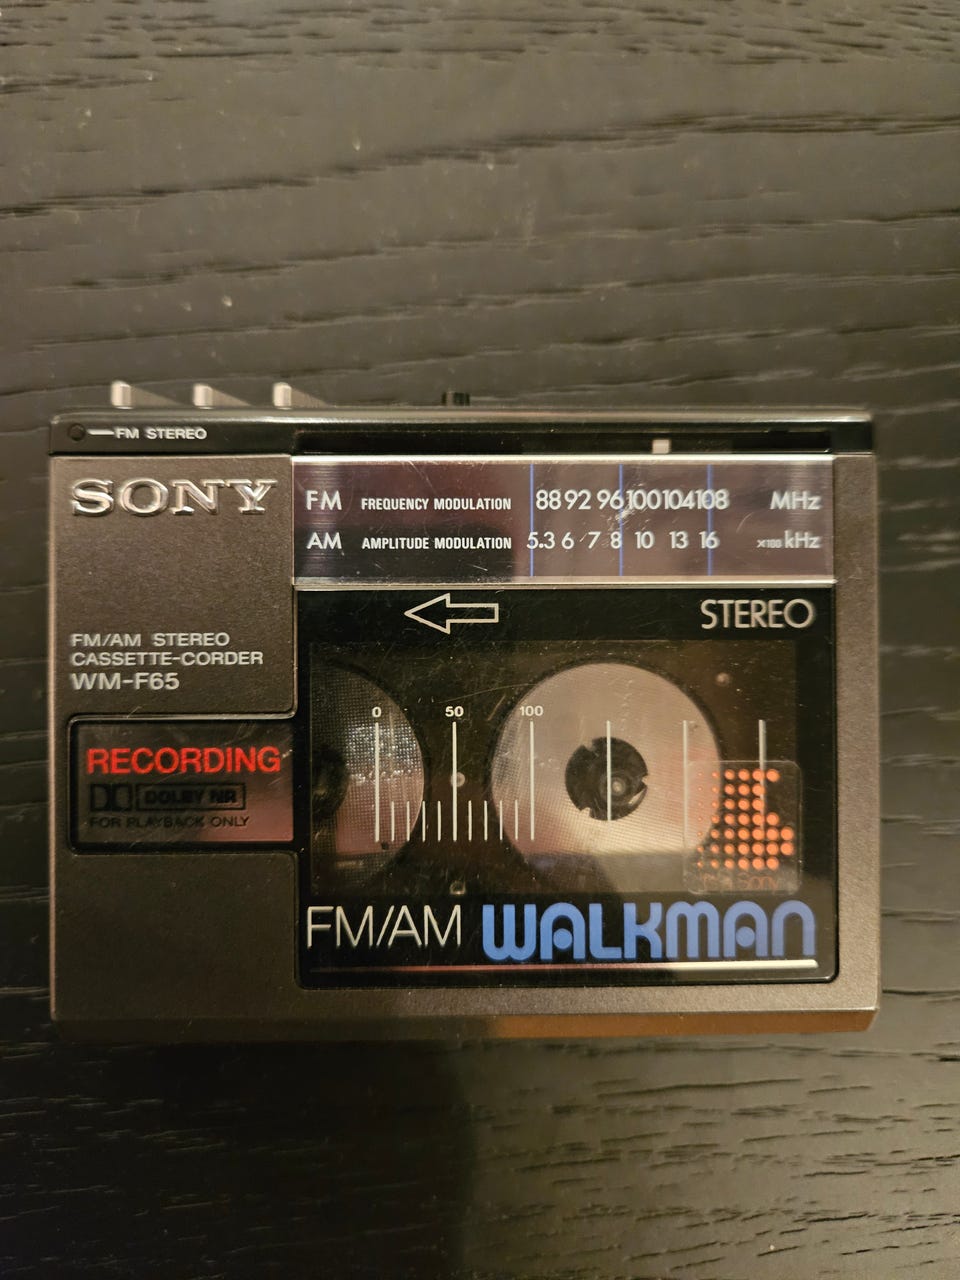 FM STEREO
SONY
FM FREQUENCY MODULATION 88 92 96 100 104 108 MHz
AM AMPLITUDE MODULATION 5.3 6 7 8 10 13 16 ×100 kHz
STEREO
FM/AM STEREO
CASSETTE-CORDER
WM-F65
0 50 100
RECORDING
DOLBY NR
FOR PLAYBACK ONLY
It's a Sony
FM/AM WALKMAN